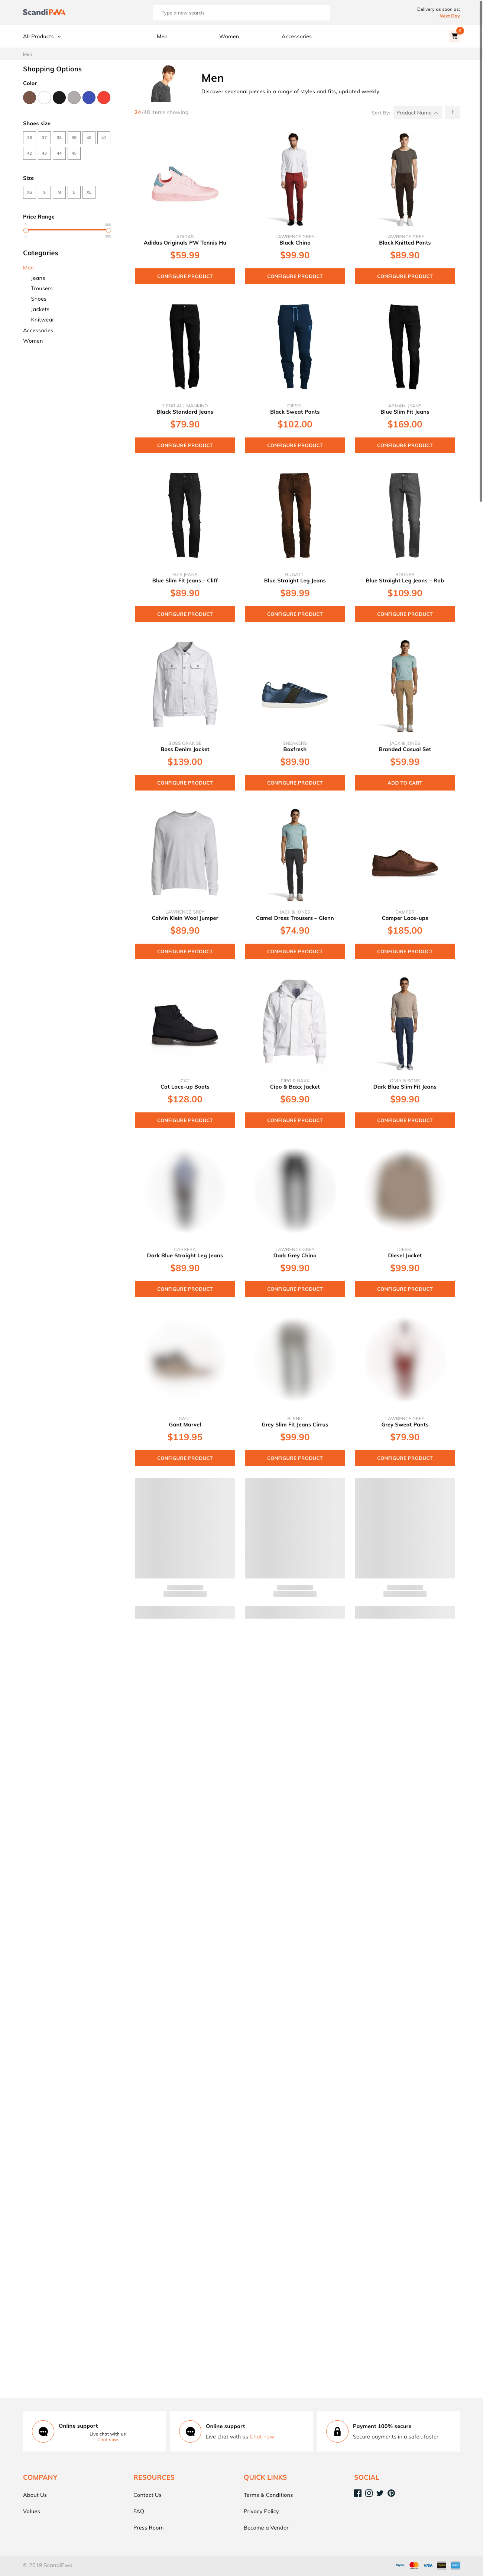 ScandiPWA
Type a new search
Delivery as soon as:
Next Day
All Products
Men
Women
Accessories
Men
Shopping Options
Color
Shoes size
36 37 38 39 40 41
42 43 44 45
Size
XS S M L XL
Price Range
Categories
Men
Jeans
Trousers
Shoes
Jackets
Knitwear
Accessories
Women
Men
Discover seasonal pieces in a range of styles and fits, updated weekly.
24/48 items showing
Sort By: Product Name ↑
ADIDAS
Adidas Originals PW Tennis Hu
$59.99
CONFIGURE PRODUCT
LAWRENCE GREY
Black Chino
$99.90
CONFIGURE PRODUCT
LAWRENCE GREY
Black Knitted Pants
$89.90
CONFIGURE PRODUCT
7 FOR ALL MANKIND
Black Standard Jeans
$79.90
CONFIGURE PRODUCT
DIESEL
Black Sweat Pants
$102.00
CONFIGURE PRODUCT
ARMANI JEANS
Blue Slim Fit Jeans
$169.00
CONFIGURE PRODUCT
H.I.S JEANS
Blue Slim Fit Jeans – Cliff
$89.90
CONFIGURE PRODUCT
BUGATTI
Blue Straight Leg Jeans
$89.99
CONFIGURE PRODUCT
BOGNER
Blue Straight Leg Jeans – Rob
$109.90
CONFIGURE PRODUCT
BOSS ORANGE
Boss Denim Jacket
$139.00
CONFIGURE PRODUCT
SNEAKERS
Boxfresh
$89.90
CONFIGURE PRODUCT
JACK & JONES
Branded Casual Set
$59.99
ADD TO CART
LAWRENCE GREY
Calvin Klein Wool Jumper
$89.90
CONFIGURE PRODUCT
JACK & JONES
Camel Dress Trousers – Glenn
$74.90
CONFIGURE PRODUCT
CAMPER
Camper Lace-ups
$185.00
CONFIGURE PRODUCT
CAT
Cat Lace-up Boots
$128.00
CONFIGURE PRODUCT
CIPO & BAXX
Cipo & Baxx Jacket
$69.90
CONFIGURE PRODUCT
ONLY & SONS
Dark Blue Slim Fit Jeans
$99.90
CONFIGURE PRODUCT
CARRERA
Dark Blue Straight Leg Jeans
$89.90
CONFIGURE PRODUCT
LAWRENCE GREY
Dark Grey Chino
$99.90
CONFIGURE PRODUCT
DIESEL
Diesel Jacket
$99.90
CONFIGURE PRODUCT
GANT
Gant Marvel
$119.95
CONFIGURE PRODUCT
BLEND
Grey Slim Fit Jeans Cirrus
$99.90
CONFIGURE PRODUCT
LAWRENCE GREY
Grey Sweat Pants
$79.90
CONFIGURE PRODUCT
Online support
Live chat with us
Chat now
Online support
Live chat with us Chat now
Payment 100% secure
Secure payments in a safer, faster
COMPANY
About Us
Values
RESOURCES
Contact Us
FAQ
Press Room
QUICK LINKS
Terms & Conditions
Privacy Policy
Become a Vendor
SOCIAL
© 2019 ScandiPwa
PayPal
VISA